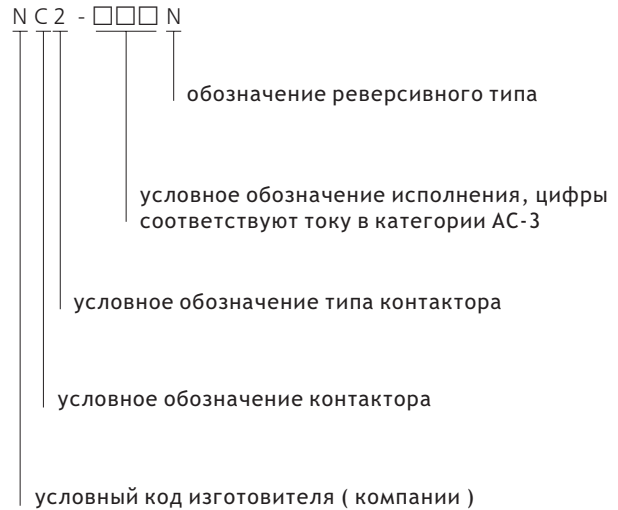 N C 2 - □□□ N
обозначение реверсивного типа
условное обозначение исполнения, цифры
соответствуют току в категории АС-3
условное обозначение типа контактора
условное обозначение контактора
условный код изготовителя ( компании )